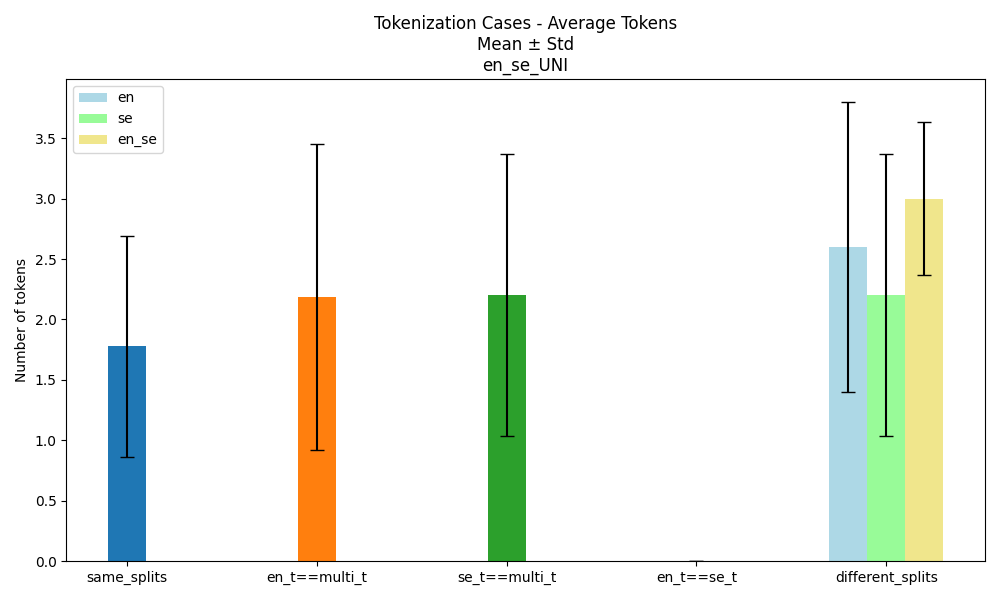 Tokenization Cases - Average Tokens
Mean ± Std
en_se_UNI
en
se
en_se
Number of tokens
3.5
3.0
2.5
2.0
1.5
1.0
0.5
0.0
same_splits
en_t==multi_t
se_t==multi_t
en_t==se_t
different_splits